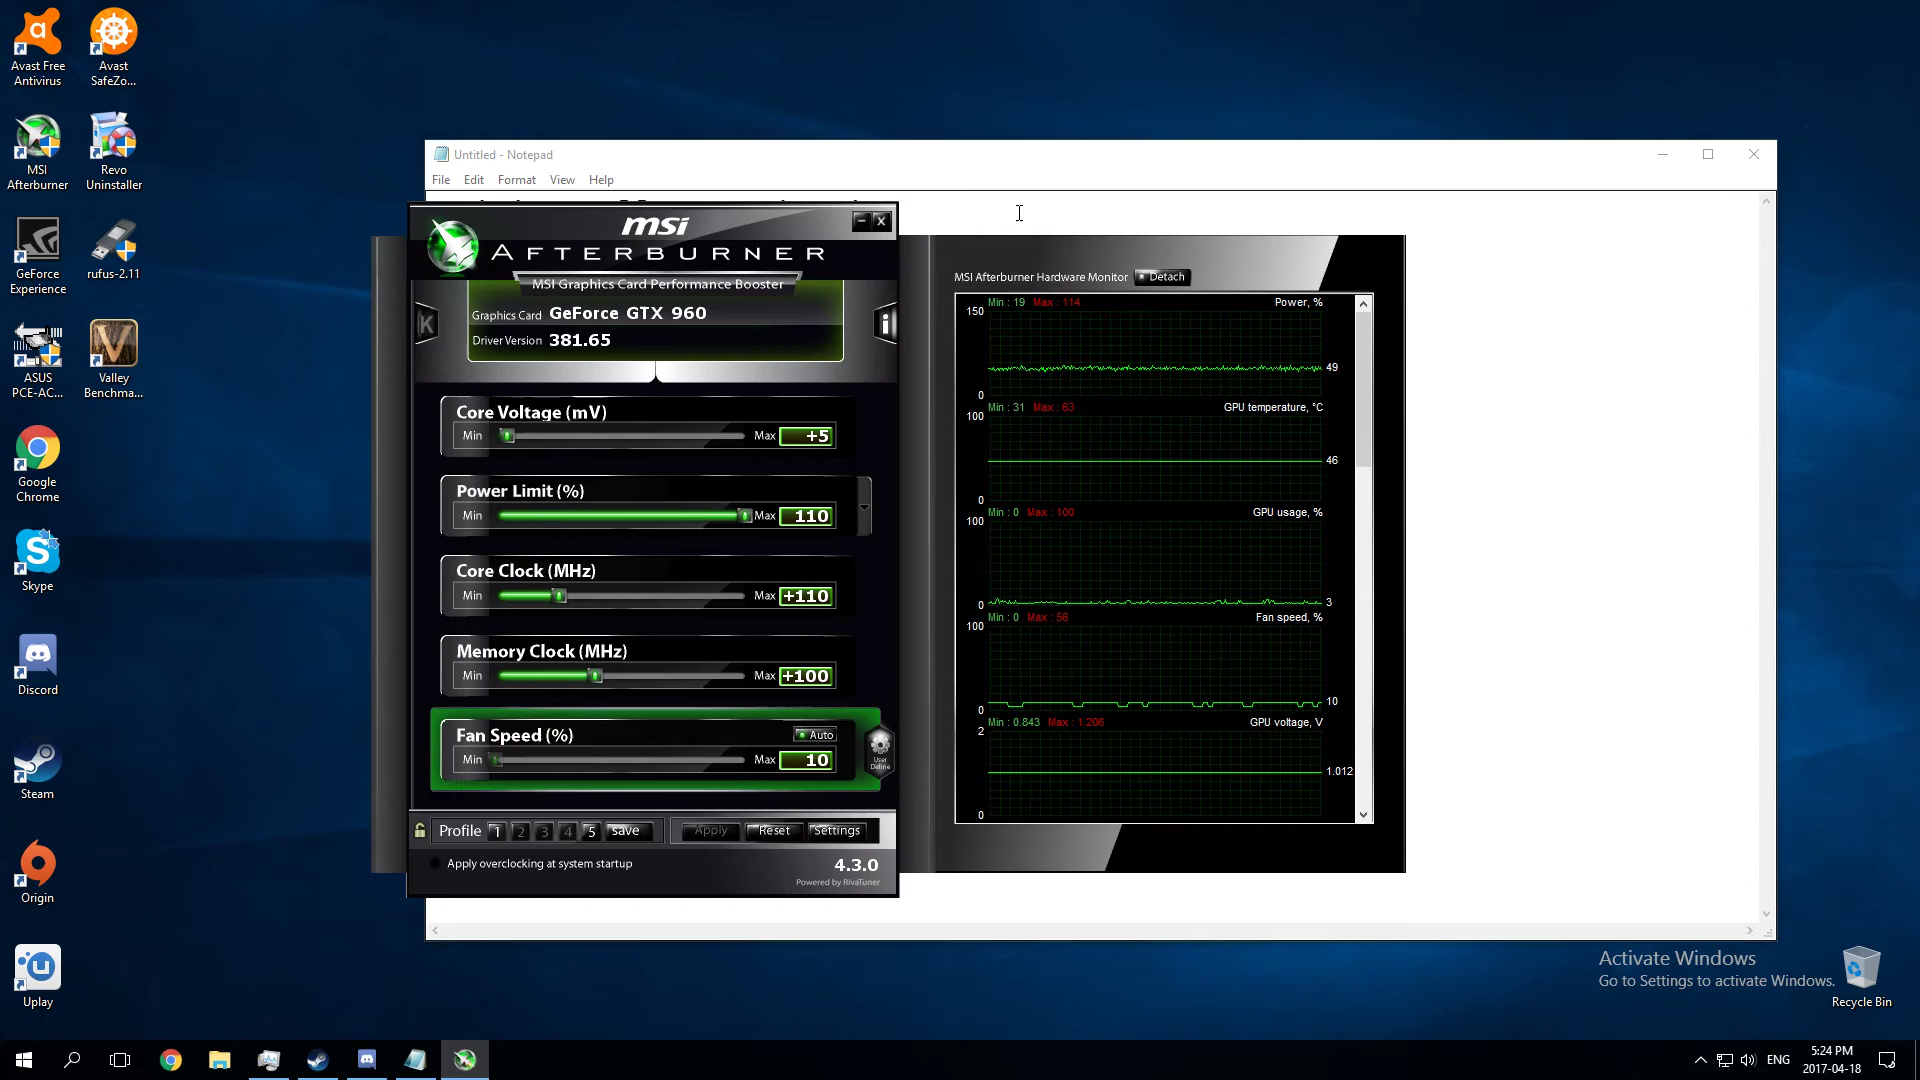 Avast Free
Antivirus
Avast
SafeZo...
MSI
Afterburner
Revo
Uninstaller
GeForce
Experience
rufus-2.11
ASUS
PCE-AC...
Valley
Benchma...
Google
Chrome
Skype
Discord
Steam
Origin
Uplay
Untitled - Notepad
File Edit Format View Help
msi
AFTERBURNER
MSI Graphics Card Performance Booster
K
i
Graphics Card GeForce GTX 960
Driver Version 381.65
Core Voltage (mV)
Min Max +5
Power Limit (%)
Min Max 110
Core Clock (MHz)
Min Max +110
Memory Clock (MHz)
Min Max +100
Fan Speed (%) Auto
Min Max 10
User
Define
Profile 1 2 3 4 5 save
Apply Reset Settings
Apply overclocking at system startup
4.3.0
Powered by RivaTuner
MSI Afterburner Hardware Monitor Detach
Min : 19 Max : 114 Power, %
150
49
0
Min : 31 Max : 63 GPU temperature, °C
100
46
0
Min : 0 Max : 100 GPU usage, %
100
3
0
Min : 0 Max : 56 Fan speed, %
100
10
0
Min : 0.843 Max : 1.206 GPU voltage, V
2
1.012
0
Activate Windows
Go to Settings to activate Windows.
Recycle Bin
ENG
5:24 PM
2017-04-18